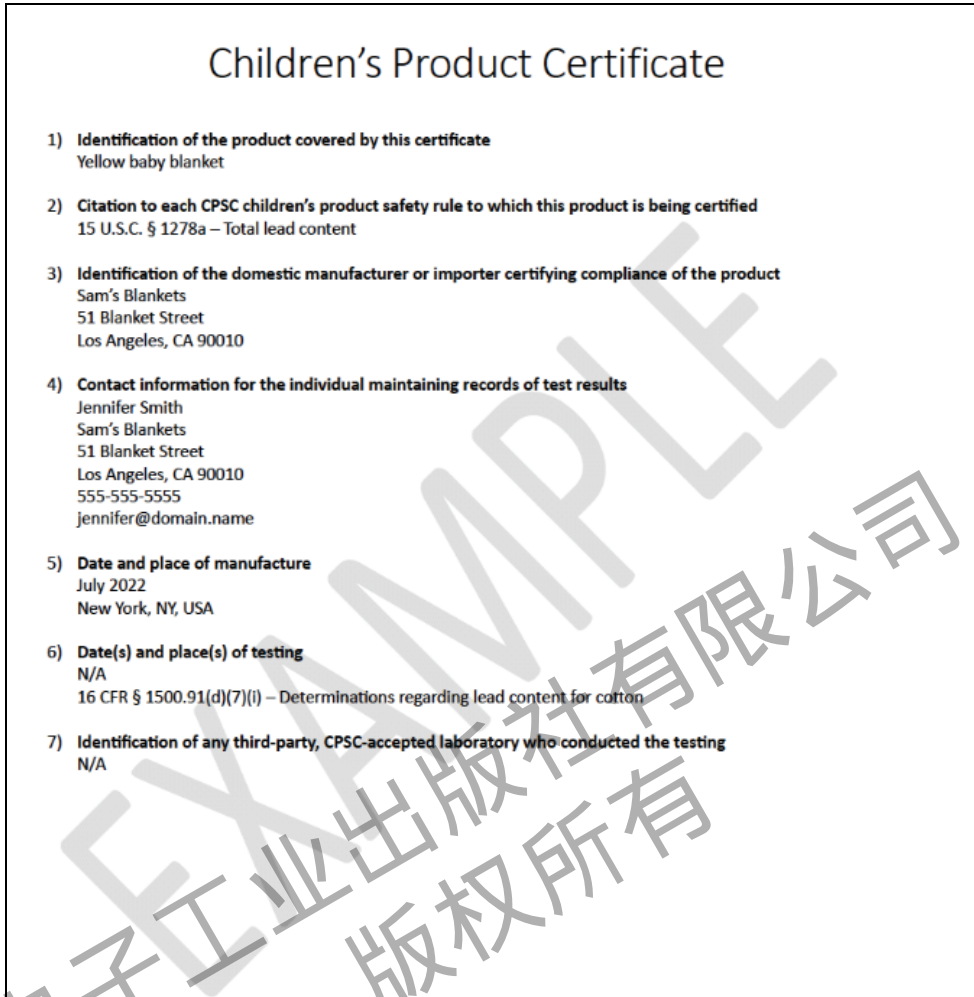 Children's Product Certificate
1) Identification of the product covered by this certificate
Yellow baby blanket
2) Citation to each CPSC children's product safety rule to which this product is being certified
15 U.S.C. § 1278a – Total lead content
3) Identification of the domestic manufacturer or importer certifying compliance of the product
Sam's Blankets
51 Blanket Street
Los Angeles, CA 90010
4) Contact information for the individual maintaining records of test results
Jennifer Smith
Sam's Blankets
51 Blanket Street
Los Angeles, CA 90010
555-555-5555
jennifer@domain.name
5) Date and place of manufacture
July 2022
New York, NY, USA
6) Date(s) and place(s) of testing
N/A
16 CFR § 1500.91(d)(7)(i) – Determinations regarding lead content for cotton
7) Identification of any third-party, CPSC-accepted laboratory who conducted the testing
N/A
EXAMPLE
子工业出版社有限公司
版权所有